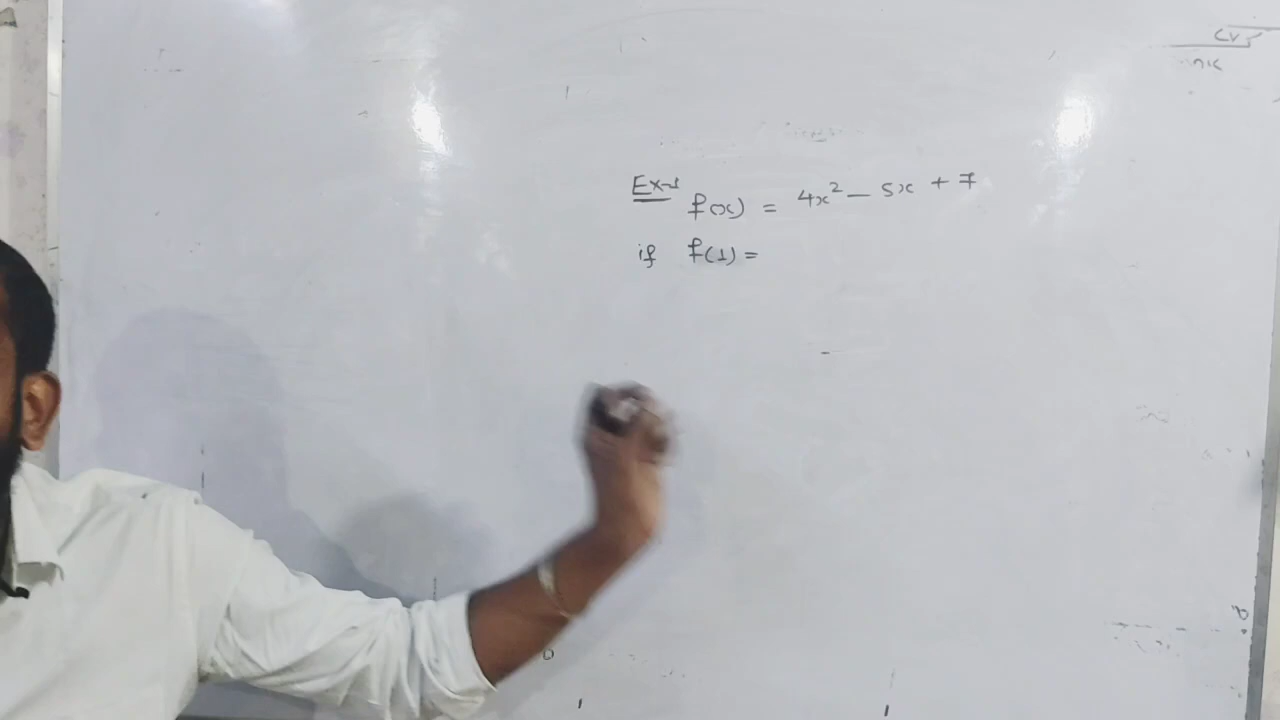 Ex-1
f(x) = 4x² - 5x + 7
if f(1) =